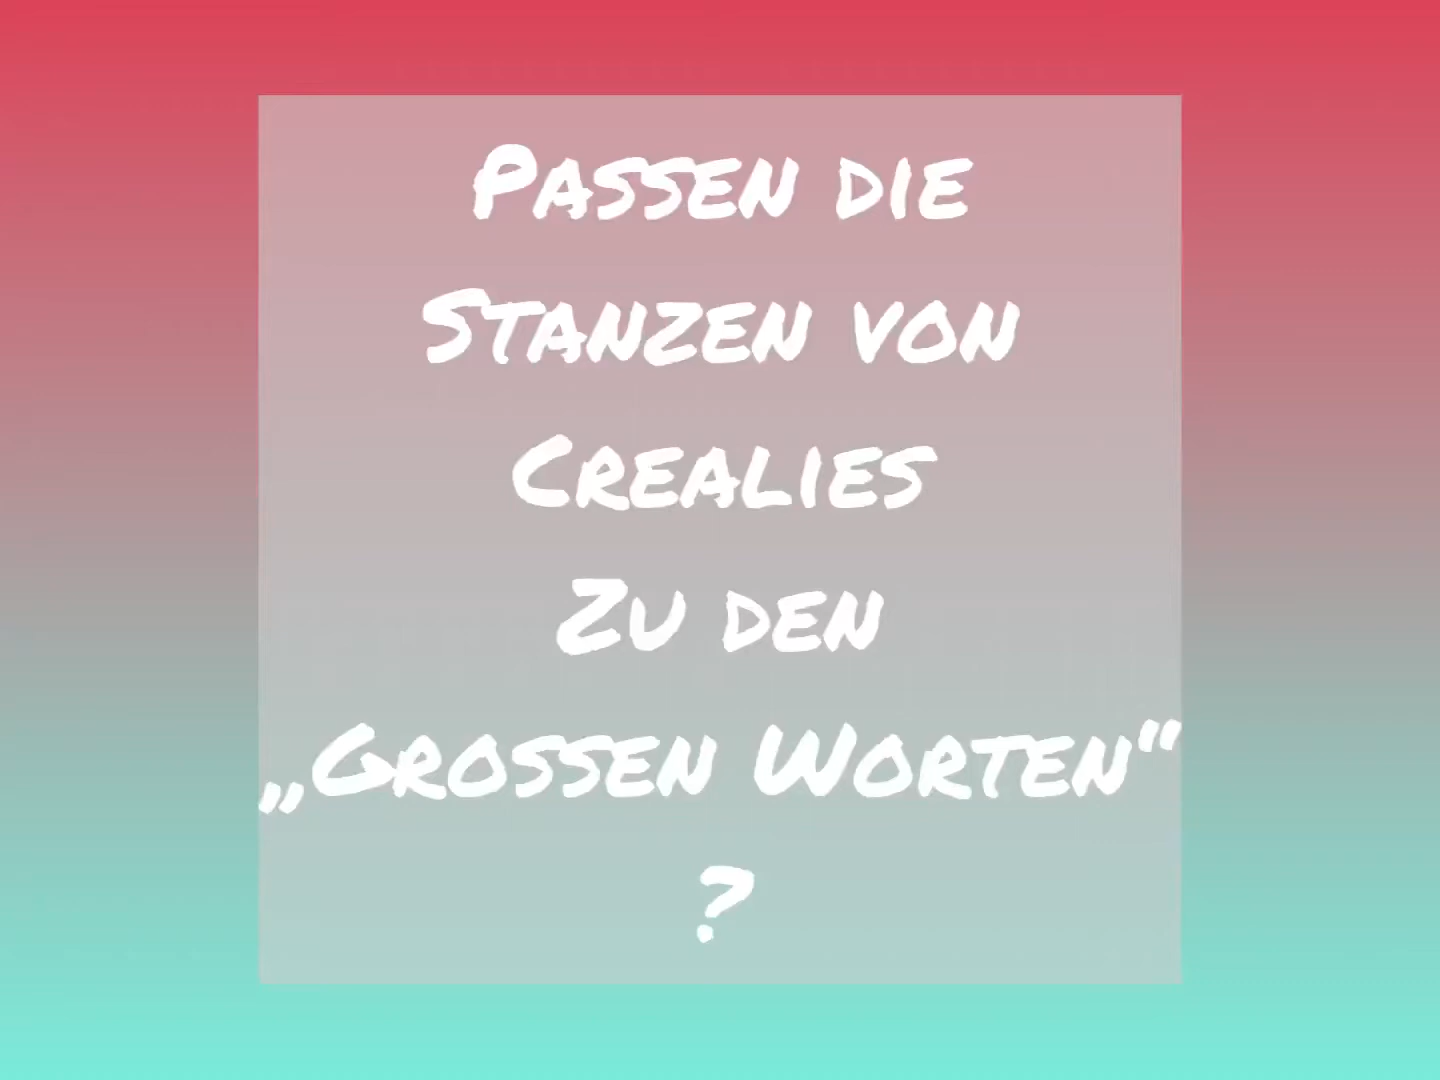 Passen die
Stanzen von
Crealies
Zu den
„Grossen Worten“
?